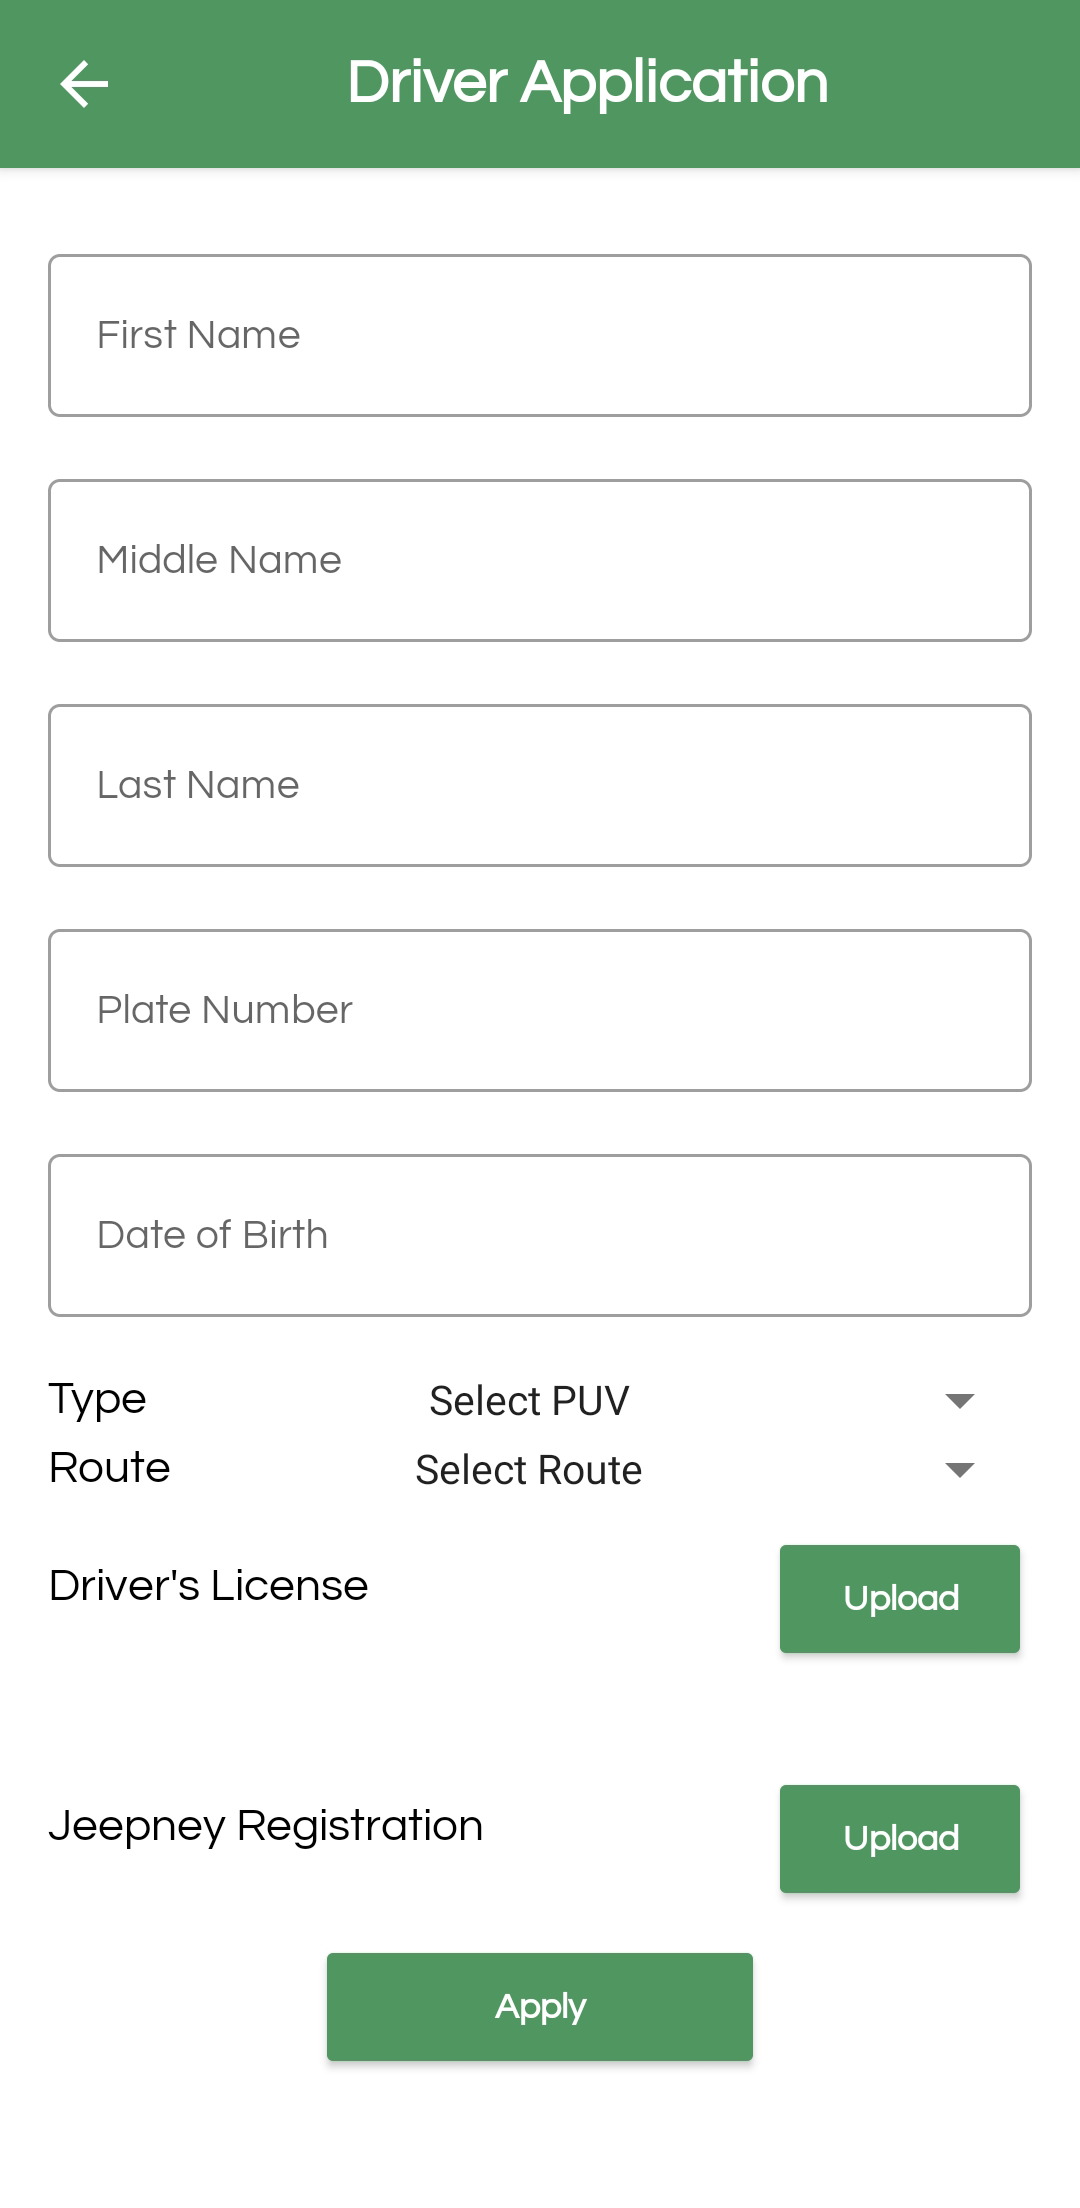 Driver Application
First Name
Middle Name
Last Name
Plate Number
Date of Birth
Type Select PUV
Route Select Route
Driver's License Upload
Jeepney Registration Upload
Apply